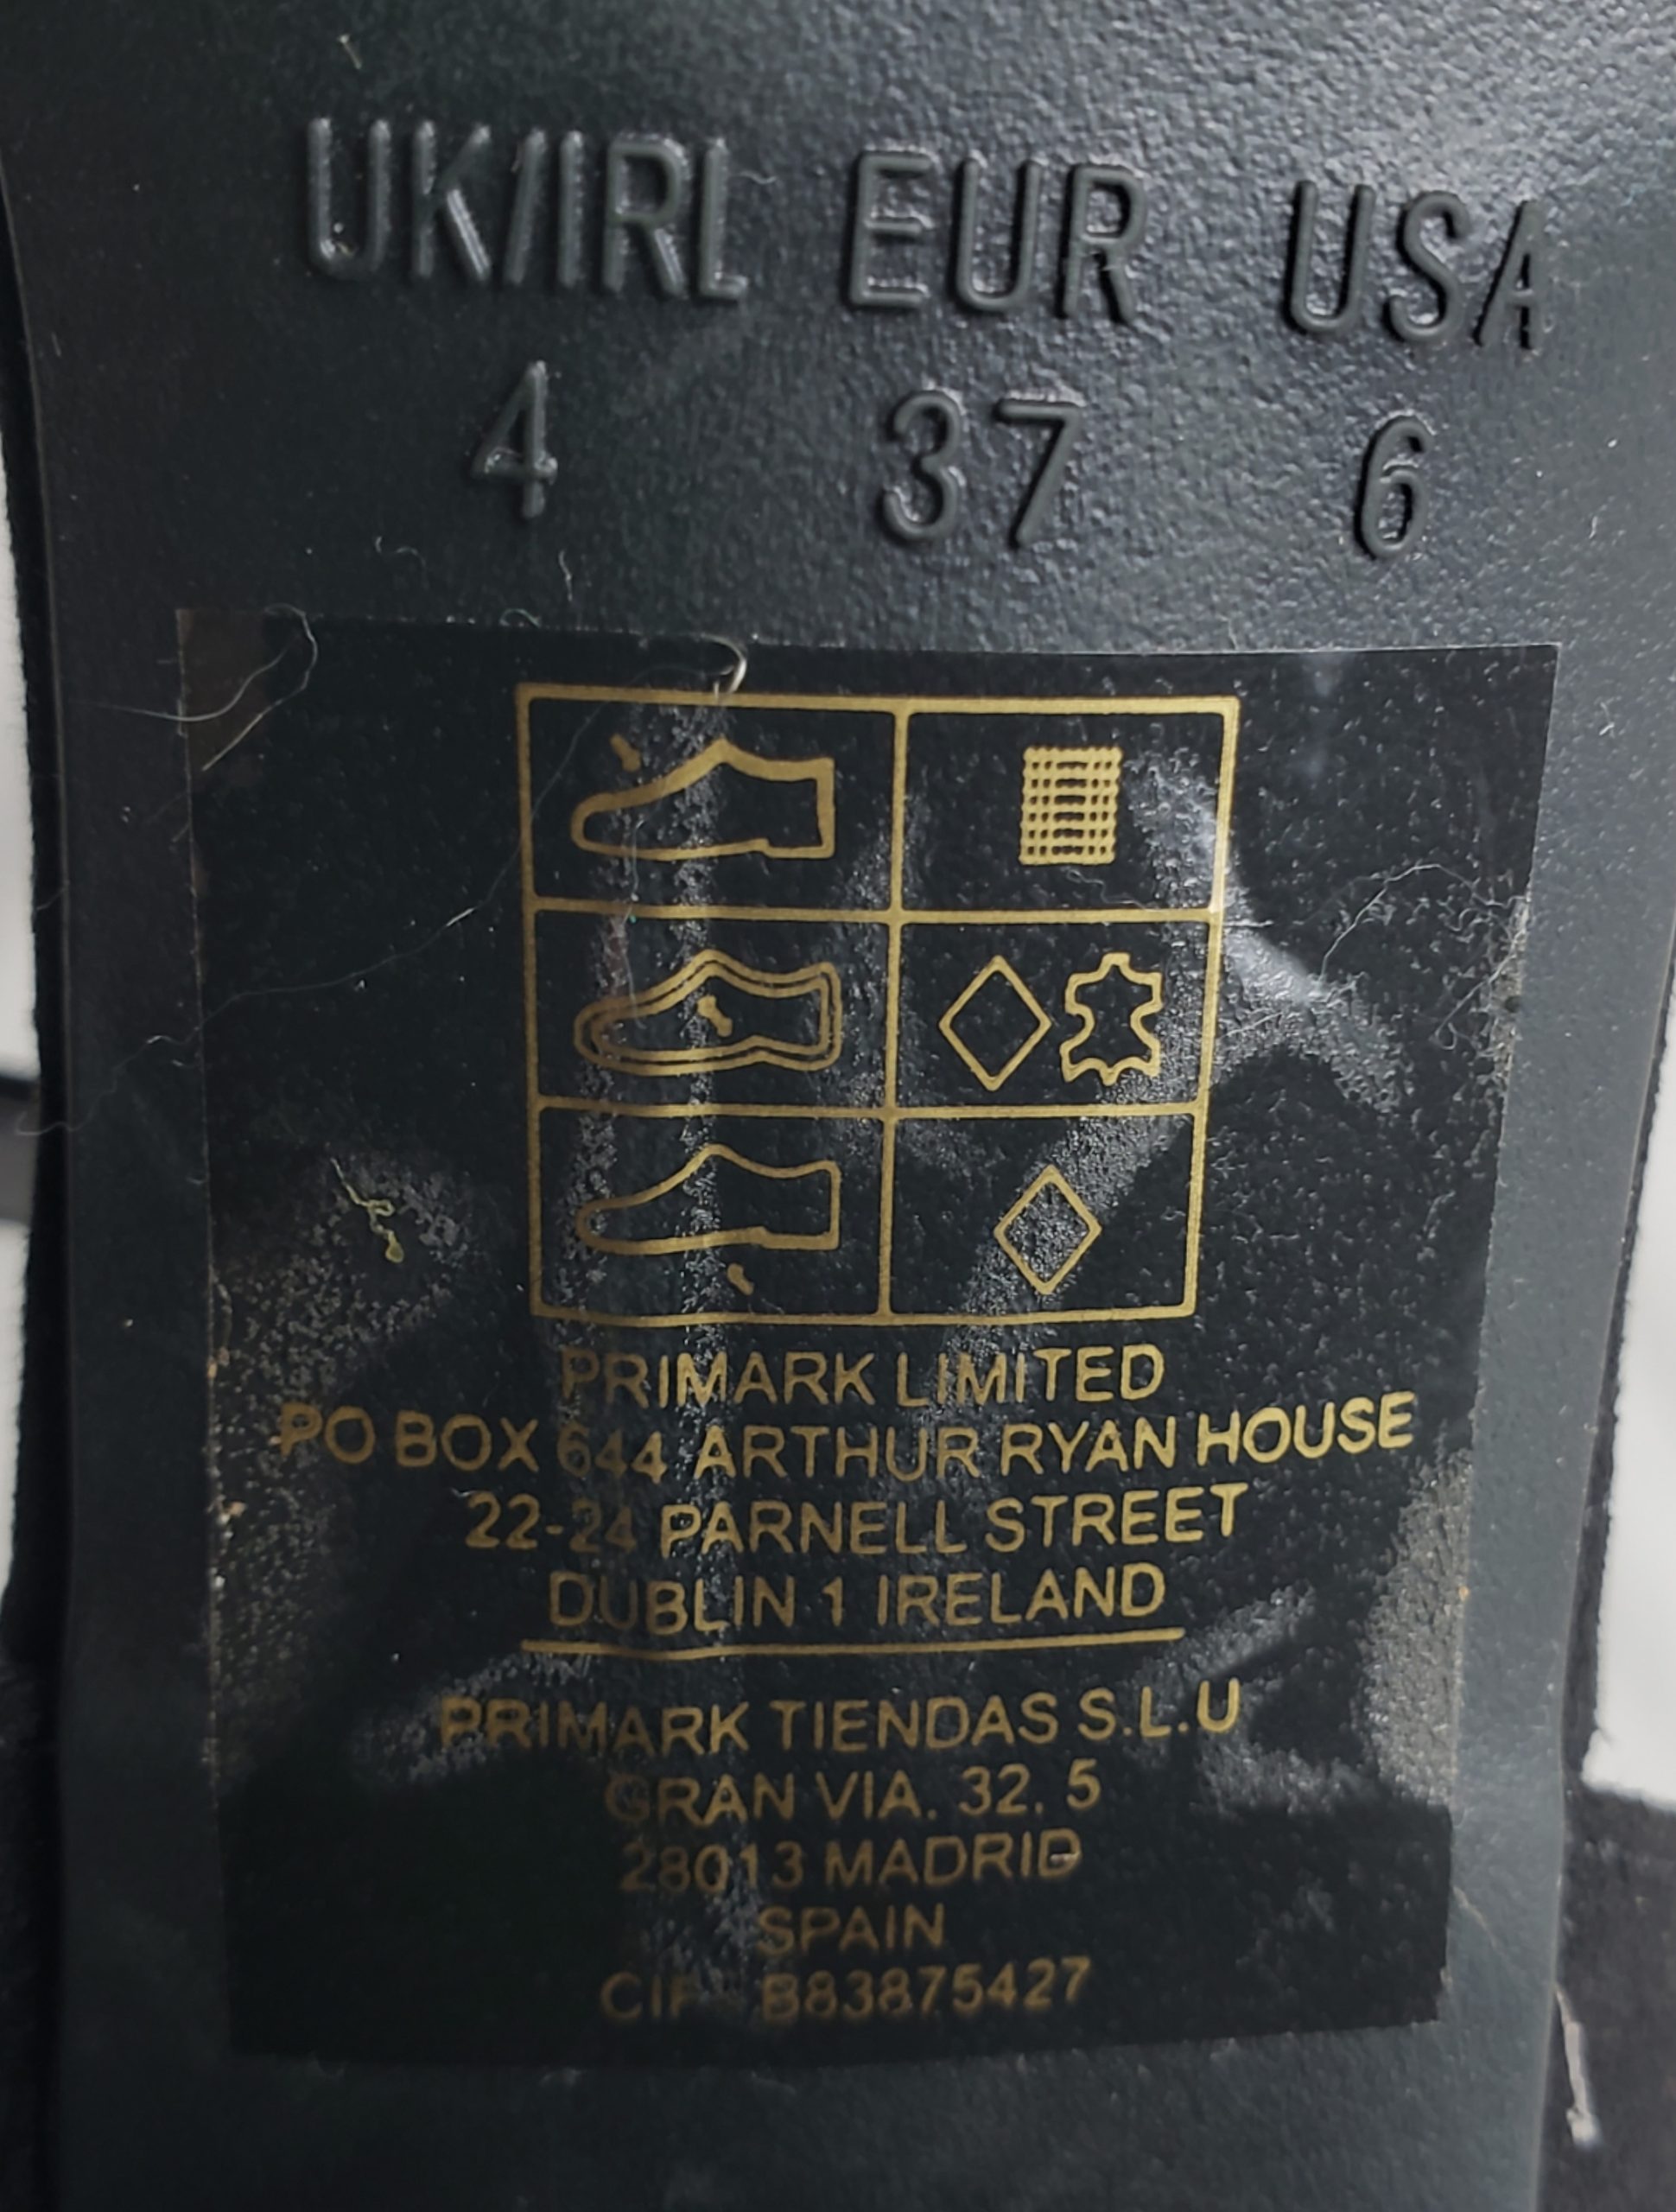 UK/IRL EUR USA
4 37 6
PRIMARK LIMITED
PO BOX 644 ARTHUR RYAN HOUSE
22-24 PARNELL STREET
DUBLIN 1 IRELAND
PRIMARK TIENDAS S.L.U
GRAN VIA. 32. 5
28013 MADRID
SPAIN
CIF - B83875427